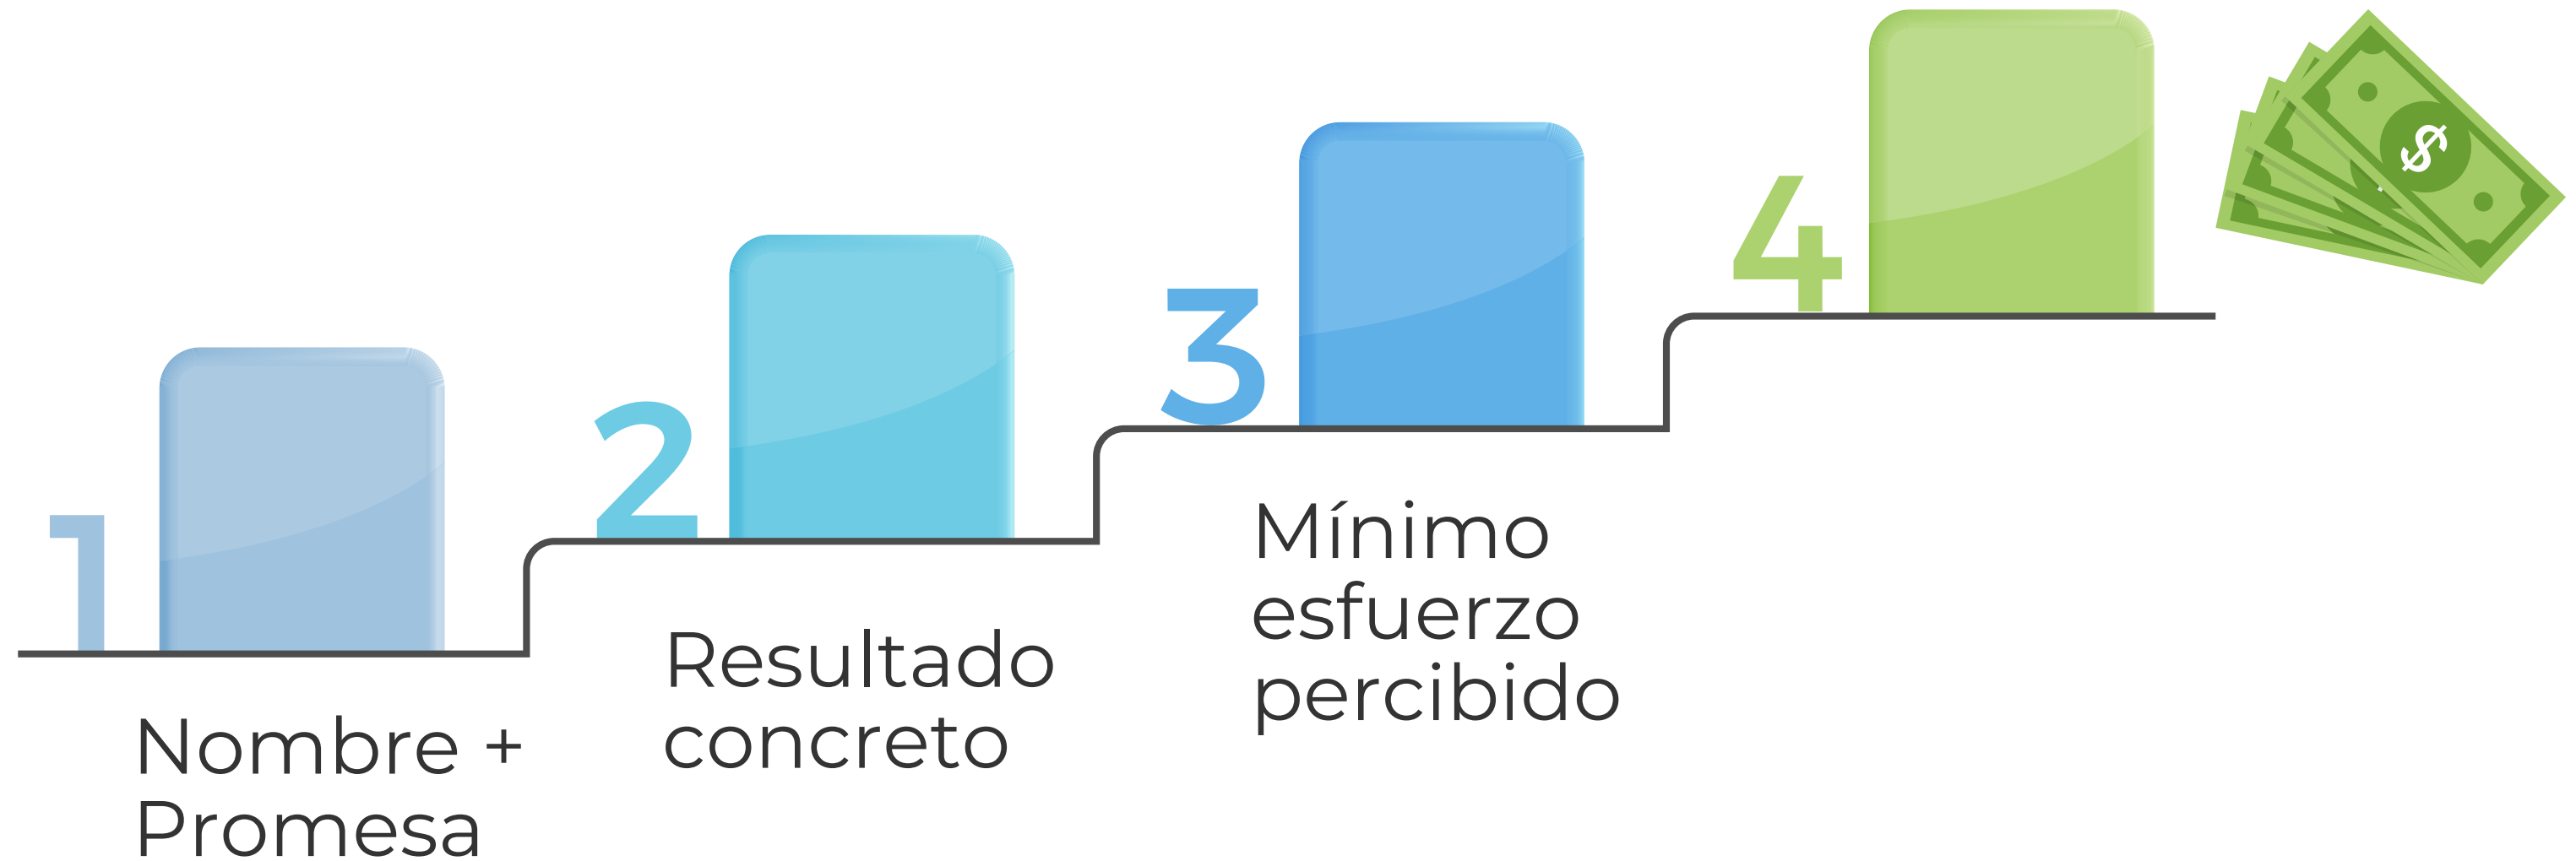 1
Nombre +
Promesa
2
Resultado
concreto
3
Mínimo
esfuerzo
percibido
4
$